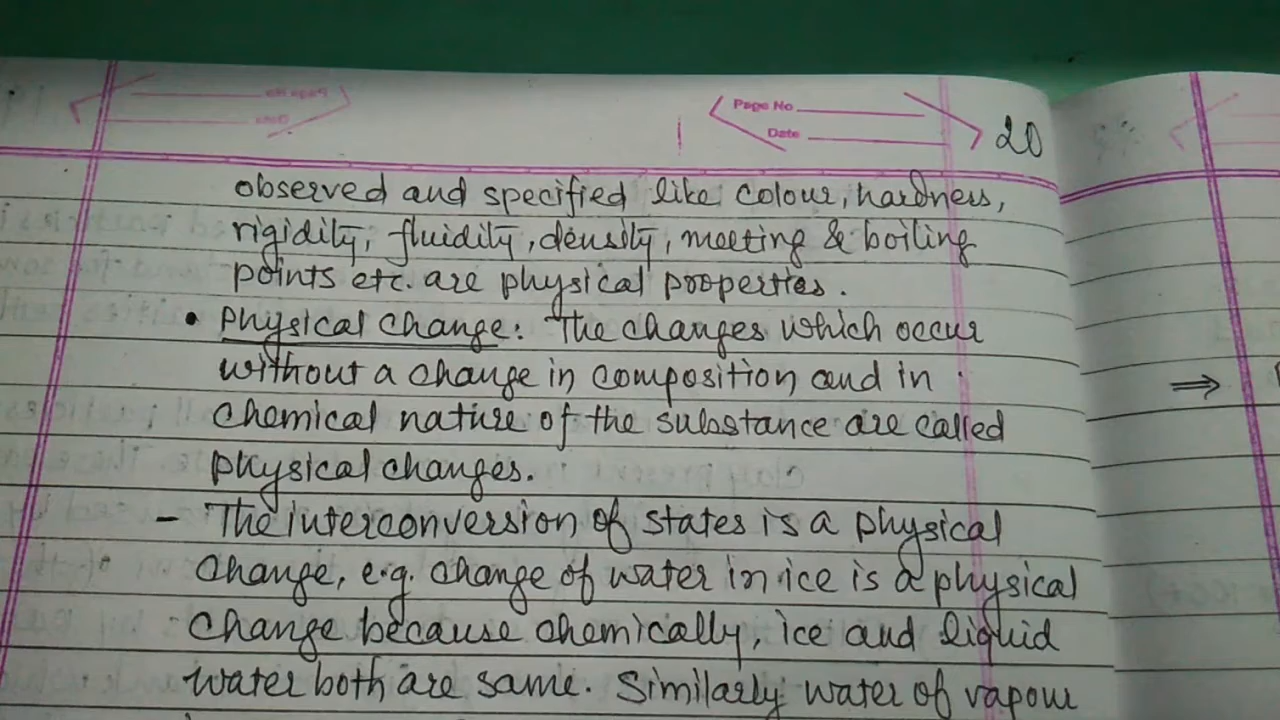 Page No
Date
20
observed and specified like colour, hardness,
rigidity, fluidity, density, meeting & boiling
points etc. are physical properties.
• Physical change: The changes which occur
without a change in composition and in
chemical nature of the substance are called
physical changes.
- The interconversion of states is a physical
change, e.g. change of water in ice is a physical
change because chemically, ice and liquid
water both are same. Similarly water of vapour
⇒